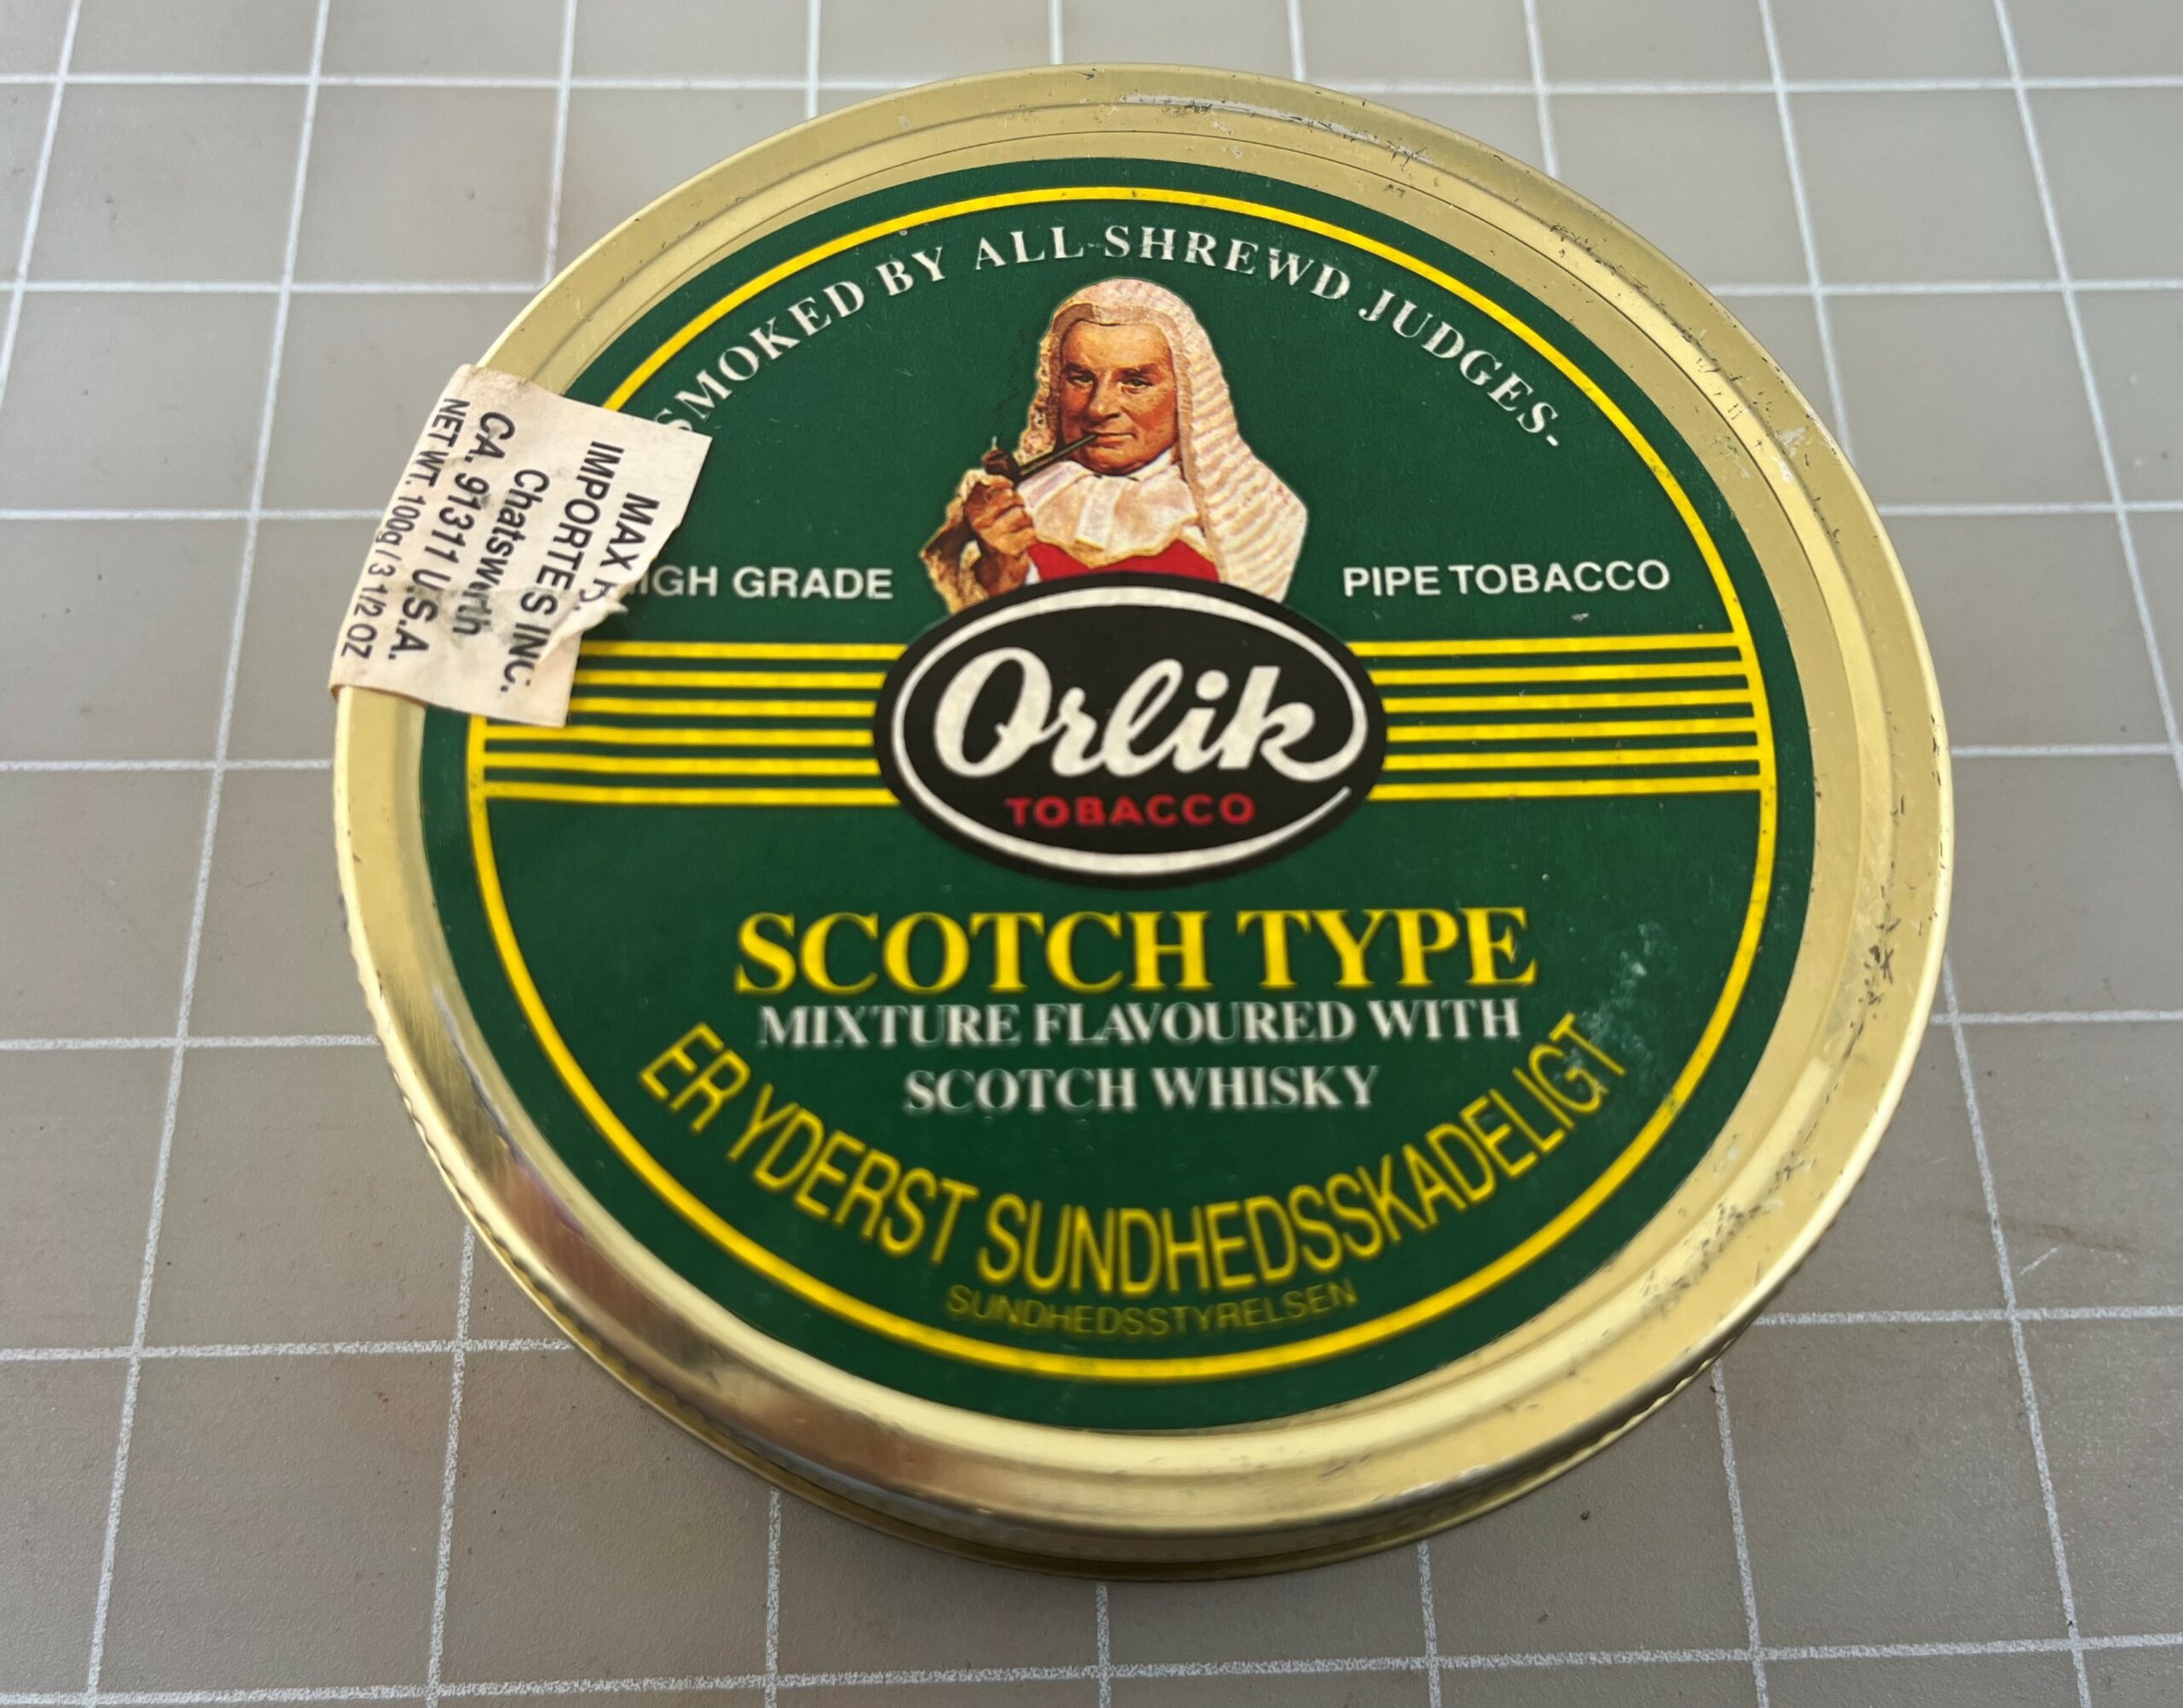 SMOKED BY ALL SHREWD JUDGES-
HIGH GRADE
PIPE TOBACCO
Orlik
TOBACCO
SCOTCH TYPE
MIXTURE FLAVOURED WITH
SCOTCH WHISKY
ER YDERST SUNDHEDSSKADELIGT
SUNDHEDSSTYRELSEN
MAX
IMPORTES INC.
Chatsworth
CA. 91311 U.S.A.
NET WT. 100g / 3 1/2 OZ